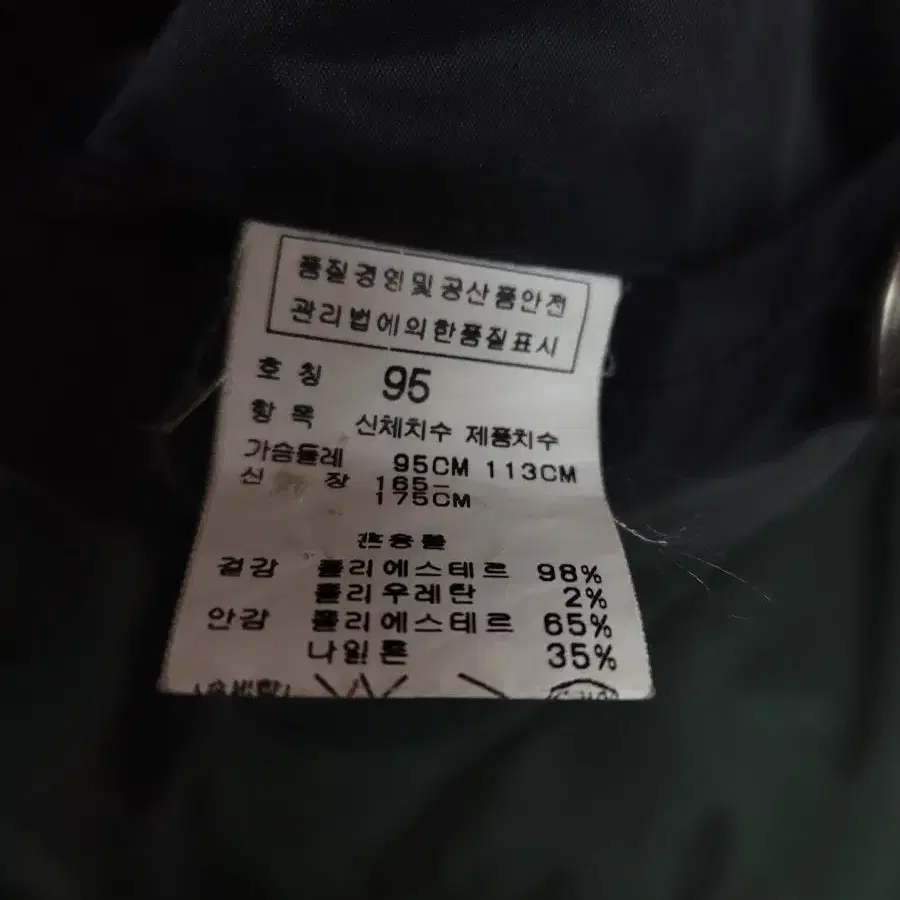 품질경영및공산품안전
관리법에의한품질표시
호 칭 95
항 목 신체치수 제품치수
가슴둘레 95CM 113CM
신 장 165-
175CM
혼용율
겉감 폴리에스테르 98%
폴리우레탄 2%
안감 폴리에스테르 65%
나일론 35%